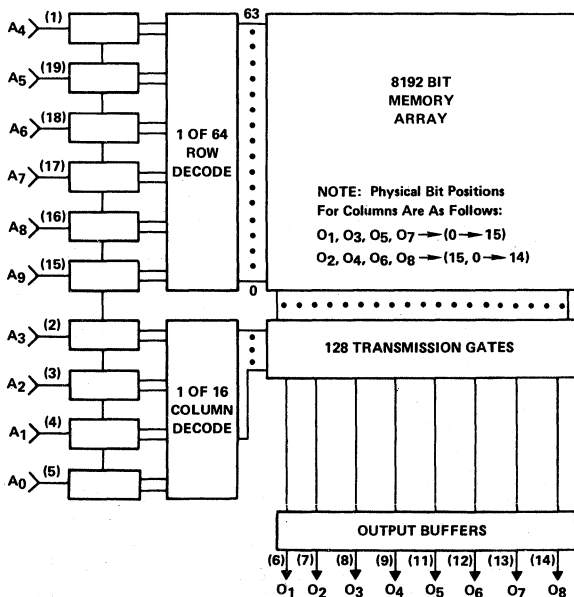 A4 (1)
A5 (19)
A6 (18)
A7 (17)
A8 (16)
A9 (15)
1 OF 64
ROW
DECODE
63
0
8192 BIT
MEMORY
ARRAY
NOTE: Physical Bit Positions
For Columns Are As Follows:
O1, O3, O5, O7 → (0 → 15)
O2, O4, O6, O8 → (15, 0 → 14)
A3 (2)
A2 (3)
A1 (4)
A0 (5)
1 OF 16
COLUMN
DECODE
128 TRANSMISSION GATES
OUTPUT BUFFERS
(6) (7) (8) (9) (11) (12) (13) (14)
O1 O2 O3 O4 O5 O6 O7 O8